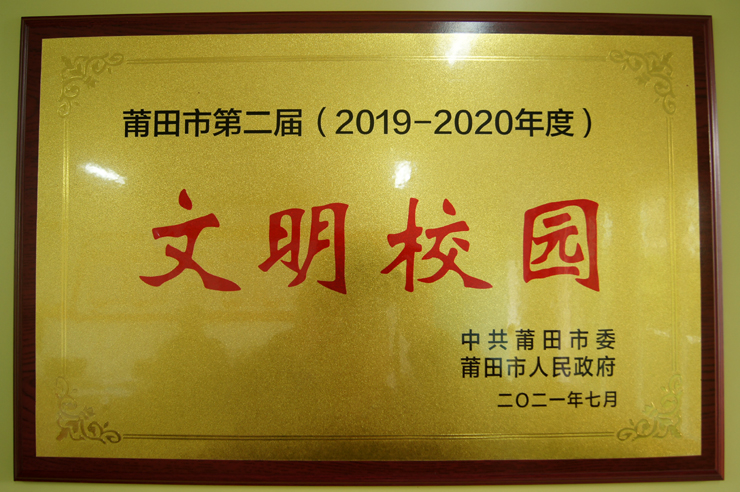 莆田市第二届（2019-2020年度）
文明校园
中共莆田市委
莆田市人民政府
二〇二一年七月